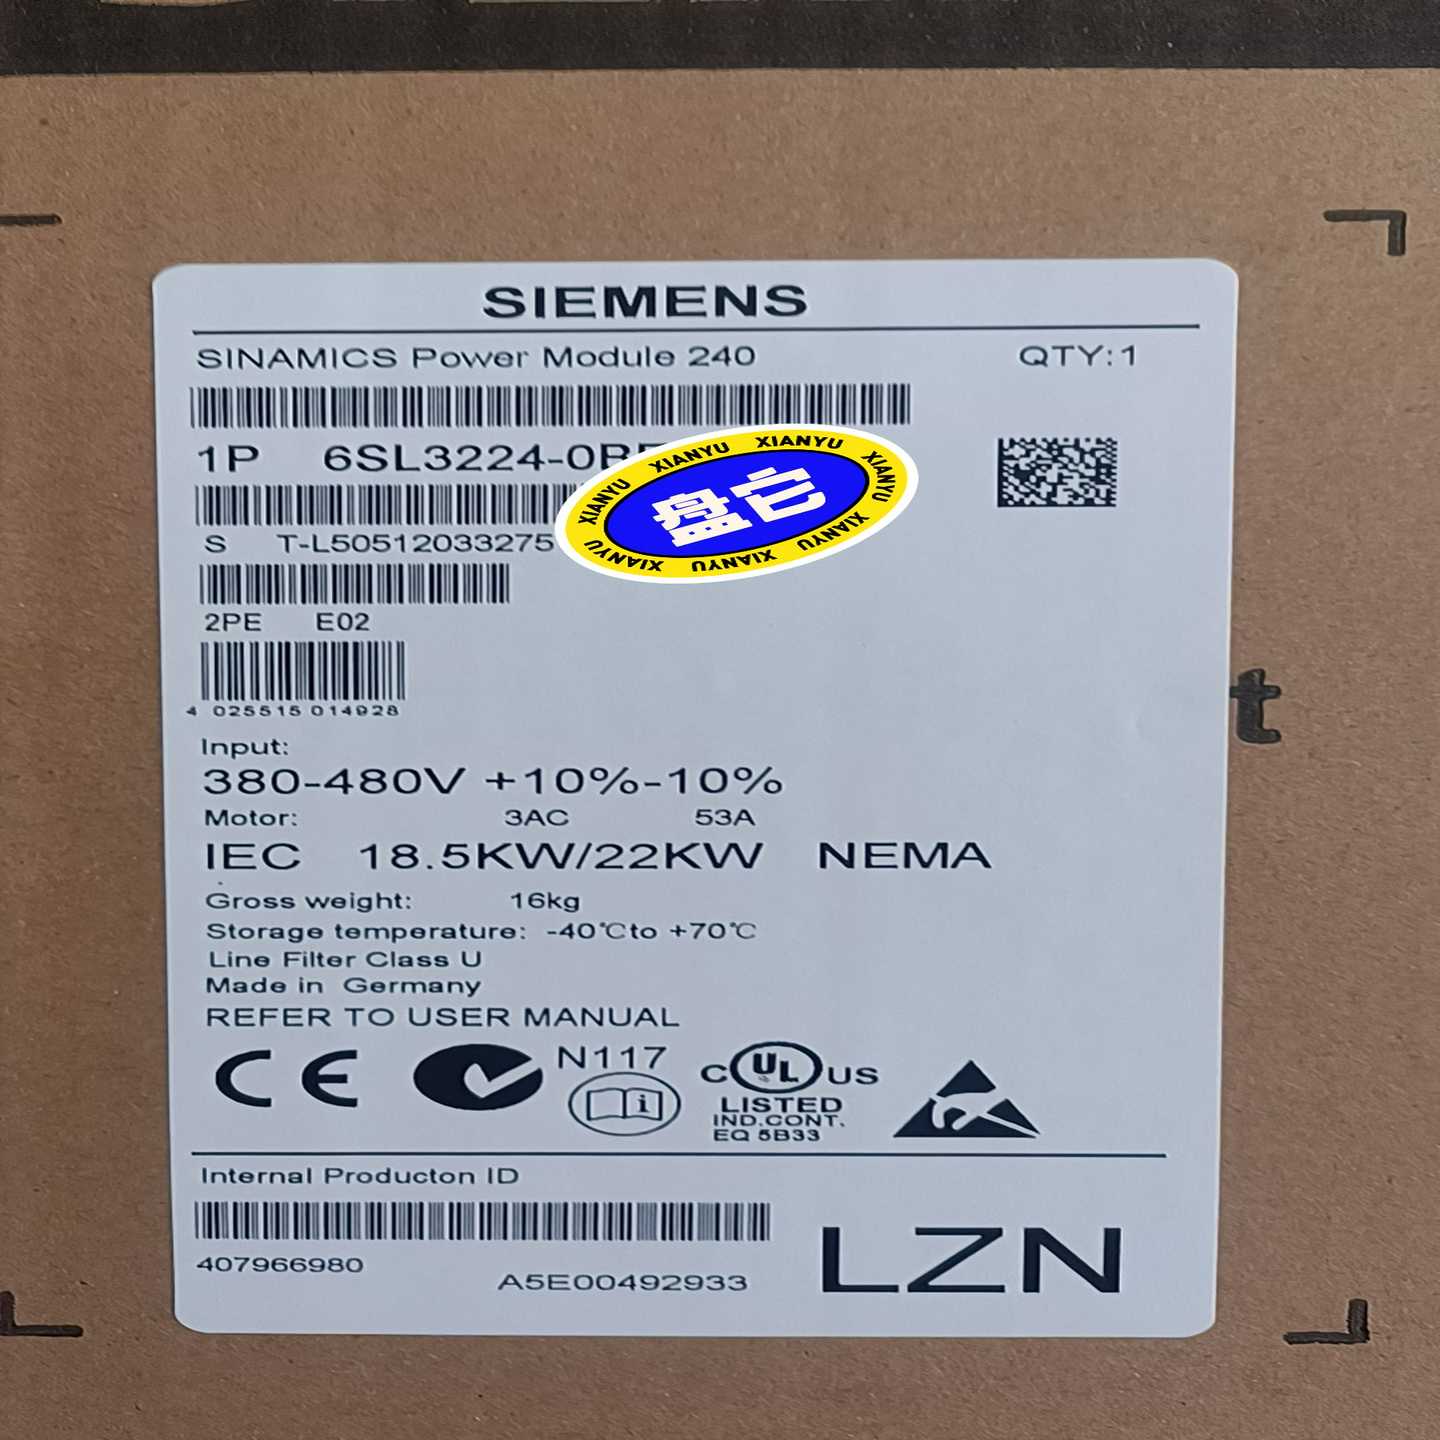 SIEMENS
SINAMICS Power Module 240 QTY:1
1P 6SL3224-0B
XIANYU XIANYU XIANYU XIANYU XIANYU XIANYU XIANYU XIANYU
盘它
S T-L50512033275
2PE E02
4 025515 014928
Input:
380-480V +10%-10%
Motor: 3AC 53A
IEC 18.5KW/22KW NEMA
Gross weight: 16kg
Storage temperature: -40℃to +70℃
Line Filter Class U
Made in Germany
REFER TO USER MANUAL
CE N117 i C UL US
LISTED
IND.CONT.
EQ 5B33
Internal Producton ID
407966980
A5E00492933
LZN
t